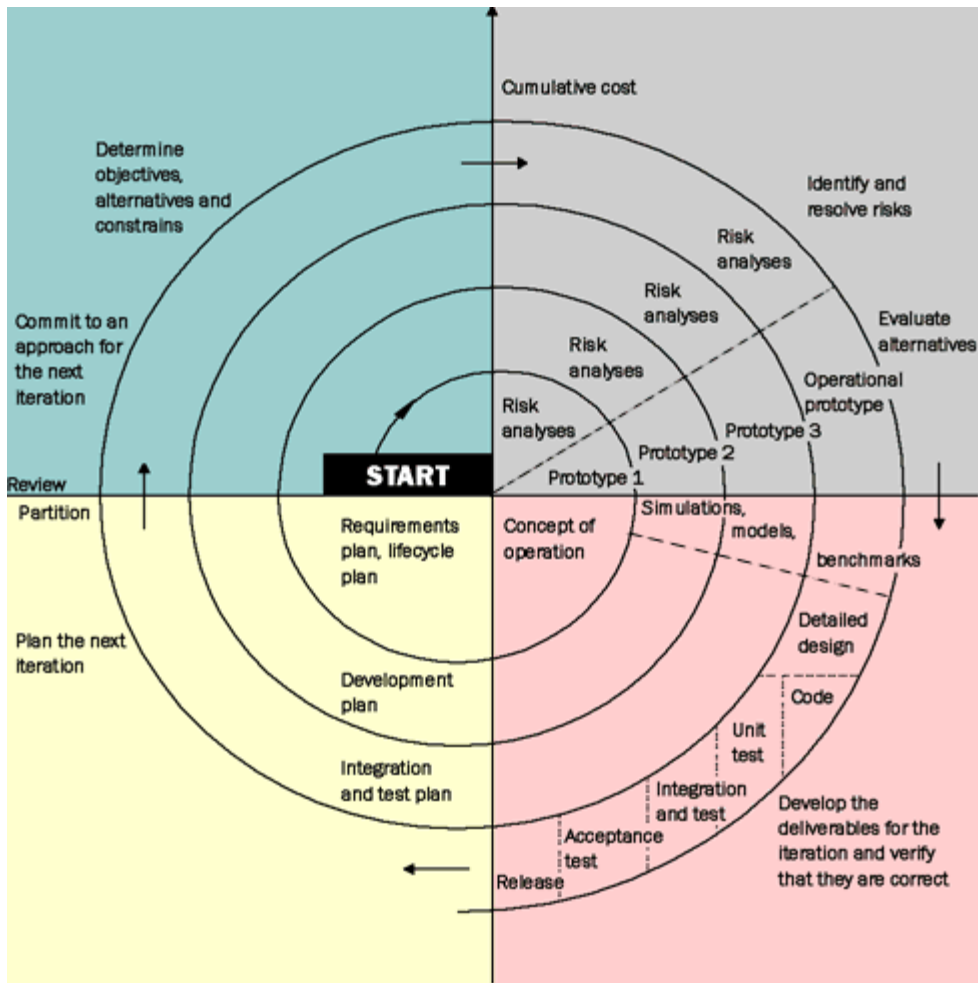 Cumulative cost
Determine
objectives,
alternatives and
constrains
Identify and
resolve risks
Commit to an
approach for
the next
iteration
Evaluate
alternatives
Risk
analyses
Risk
analyses
Risk
analyses
Risk
analyses
Operational
prototype
Prototype 3
Prototype 2
Prototype 1
START
Review
Partition
Requirements
plan, lifecycle
plan
Concept of
operation
Simulations,
models,
benchmarks
Plan the next
iteration
Development
plan
Integration
and test plan
Detailed
design
Code
Unit
test
Integration
and test
Acceptance
test
Release
Develop the
deliverables for the
iteration and verify
that they are correct